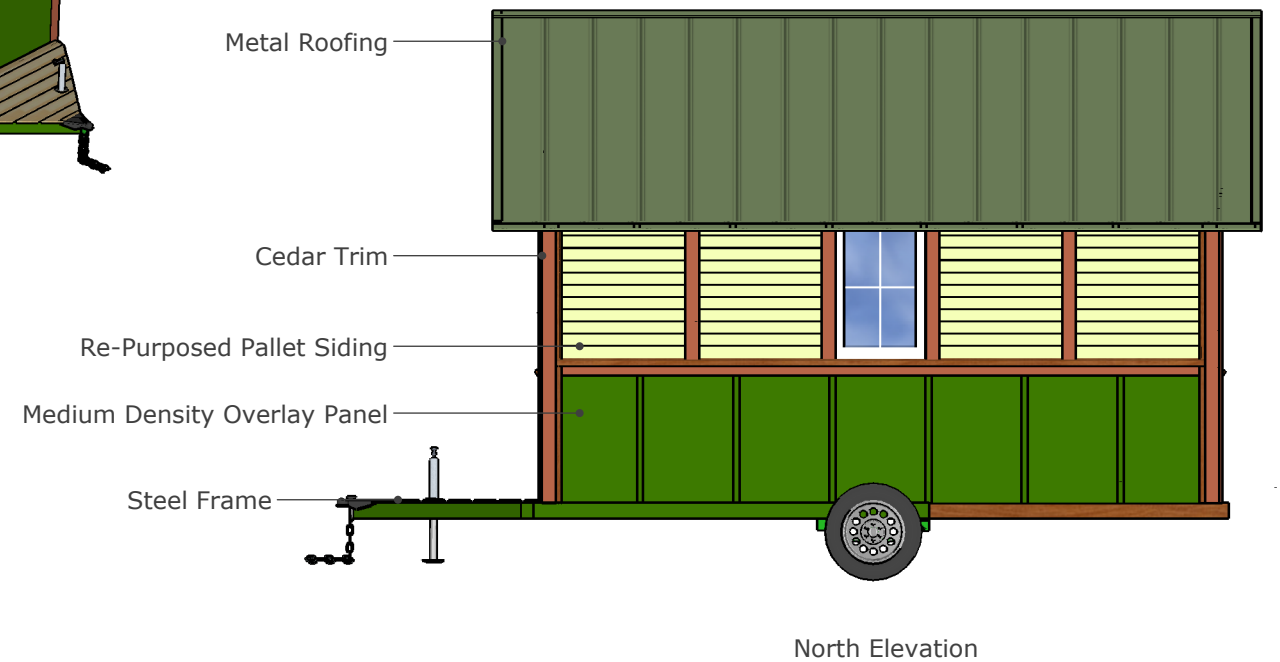 Metal Roofing
Cedar Trim
Re-Purposed Pallet Siding
Medium Density Overlay Panel
Steel Frame
North Elevation